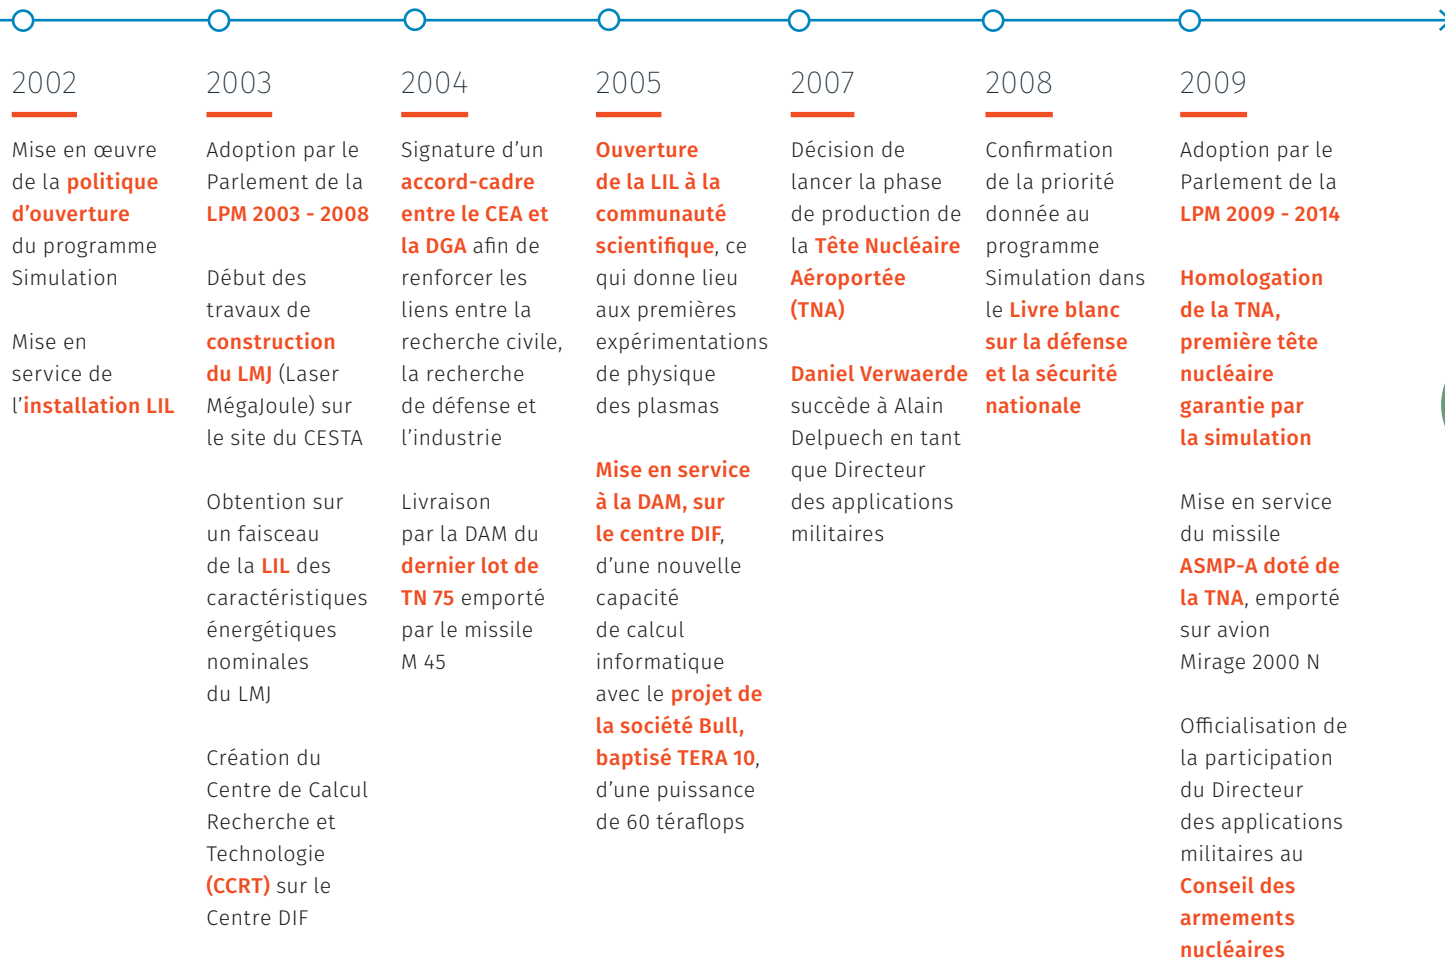 2002
Mise en œuvre
de la politique
d’ouverture
du programme
Simulation
Mise en
service de
l’installation LIL
2003
Adoption par le
Parlement de la
LPM 2003 - 2008
Début des
travaux de
construction
du LMJ (Laser
MégaJoule) sur
le site du CESTA
Obtention sur
un faisceau
de la LIL des
caractéristiques
énergétiques
nominales
du LMJ
Création du
Centre de Calcul
Recherche et
Technologie
(CCRT) sur le
Centre DIF
2004
Signature d’un
accord-cadre
entre le CEA et
la DGA afin de
renforcer les
liens entre la
recherche civile,
la recherche
de défense et
l’industrie
Livraison
par la DAM du
dernier lot de
TN 75 emporté
par le missile
M 45
2005
Ouverture
de la LIL à la
communauté
scientifique, ce
qui donne lieu
aux premières
expérimentations
de physique
des plasmas
Mise en service
à la DAM, sur
le centre DIF,
d’une nouvelle
capacité
de calcul
informatique
avec le projet de
la société Bull,
baptisé TERA 10,
d’une puissance
de 60 téraflops
2007
Décision de
lancer la phase
de production de
la Tête Nucléaire
Aéroportée
(TNA)
Daniel Verwaerde
succède à Alain
Delpuech en tant
que Directeur
des applications
militaires
2008
Confirmation
de la priorité
donnée au
programme
Simulation dans
le Livre blanc
sur la défense
et la sécurité
nationale
2009
Adoption par le
Parlement de la
LPM 2009 - 2014
Homologation
de la TNA,
première tête
nucléaire
garantie par
la simulation
Mise en service
du missile
ASMP-A doté de
la TNA, emporté
sur avion
Mirage 2000 N
Officialisation de
la participation
du Directeur
des applications
militaires au
Conseil des
armements
nucléaires